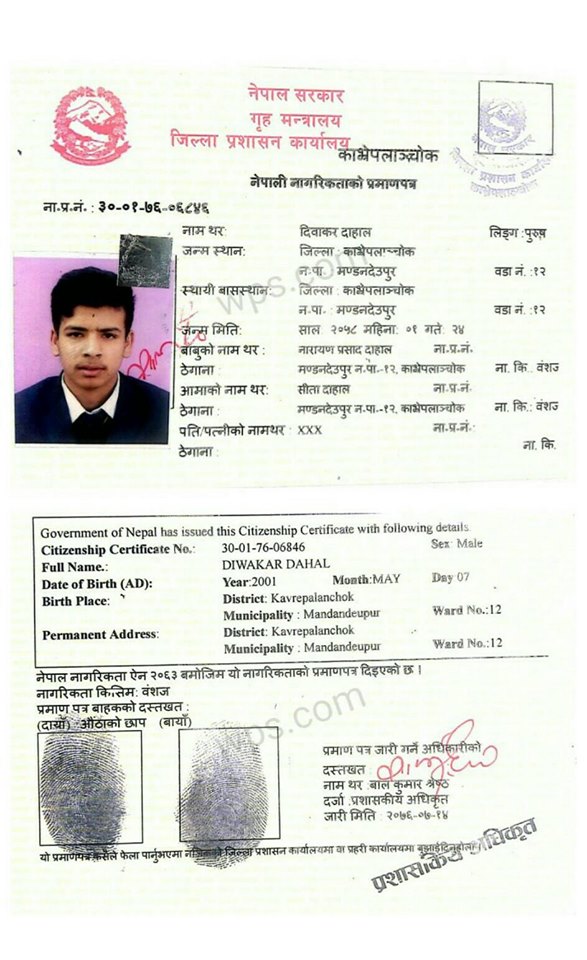 नेपाल सरकार
गृह मन्त्रालय
जिल्ला प्रशासन कार्यालय काभ्रेपलाञ्चोक
नेपाली नागरिकताको प्रमाणपत्र
ना.प्र.नं. : ३०-०१-७६-०६८४६
नाम थर: दिवाकर दाहाल लिङ्ग : पुरुष
जन्म स्थान: जिल्ला : काभ्रेपलाञ्चोक
न.पा. मण्डनदेउपुर वडा नं. : १२
स्थायी बासस्थान: जिल्ला : काभ्रेपलाञ्चोक
न.पा. : मण्डनदेउपुर वडा नं. : १२
जन्म मिति: साल २०५८ महिना: ०१ गते: २४
बाबुको नाम थर : नारायण प्रसाद दाहाल ना.प्र.नं.
ठेगाना : मण्डनदेउपुर न.पा.-१२, काभ्रेपलाञ्चोक ना. कि.: वंशज
आमाको नाम थर: सीता दाहाल ना.प्र.नं.
ठेगाना : मण्डनदेउपुर न.पा.-१२, काभ्रेपलाञ्चोक ना. कि.: वंशज
पति/पत्नीको नामथर : XXX ना.प्र.नं.
ठेगाना : ना. कि.
wps.com
Government of Nepal has issued this Citizenship Certificate with following details
Citizenship Certificate No.: 30-01-76-06846 Sex: Male
Full Name.: DIWAKAR DAHAL
Date of Birth (AD): Year:2001 Month:MAY Day 07
Birth Place: District: Kavrepalanchok
Municipality : Mandandeupur Ward No.:12
Permanent Address: District: Kavrepalanchok
Municipality : Mandandeupur Ward No.:12
नेपाल नागरिकता ऐन २०६३ बमोजिम यो नागरिकताको प्रमाणपत्र दिइएको छ ।
नागरिकता किसिम: वंशज
प्रमाण पत्र बाहकको दस्तखत :
(दायाँ) औंठाको छाप (बायाँ)
wps.com
प्रमाण पत्र जारी गर्ने अधिकारीको
दस्तखत :
नाम थर :बाल कुमार श्रेष्ठ
दर्जा :प्रशासकीय अधिकृत
जारी मिति : २०७६-०७-१४
यो प्रमाणपत्र कसैले फेला पार्नुभएमा नजिकको जिल्ला प्रशासन कार्यालयमा वा प्रहरी कार्यालयमा बुझाईदिनुहोला ।
प्रशासकीय अधिकृत